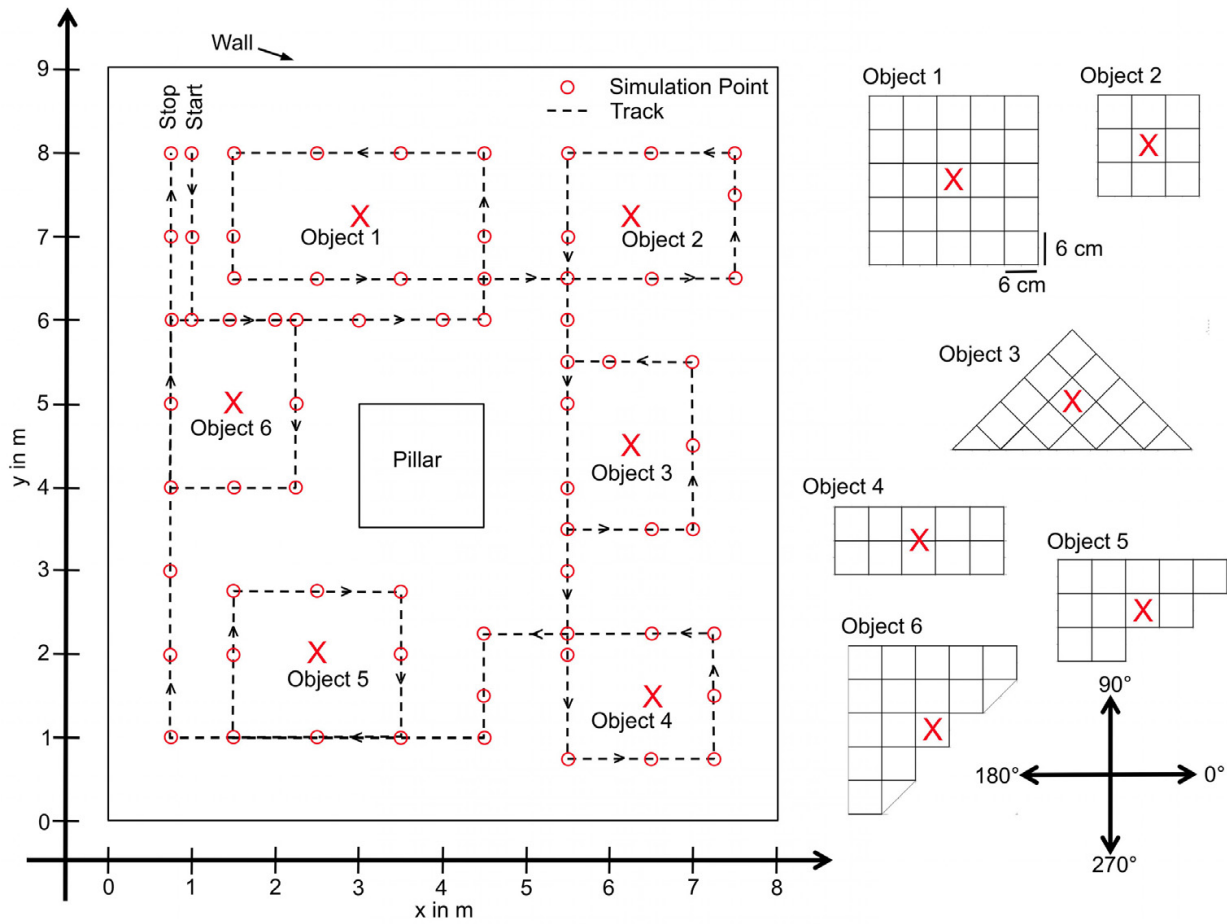 Wall
Stop
Start
Simulation Point
Track
Object 1
Object 2
Object 3
Object 4
Object 5
Object 6
Pillar
y in m
9
8
7
6
5
4
3
2
1
0
0 1 2 3 4 5 6 7 8
x in m
Object 1
X
6 cm
6 cm
Object 2
X
Object 3
X
Object 4
X
Object 5
X
Object 6
X
90°
180°
0°
270°